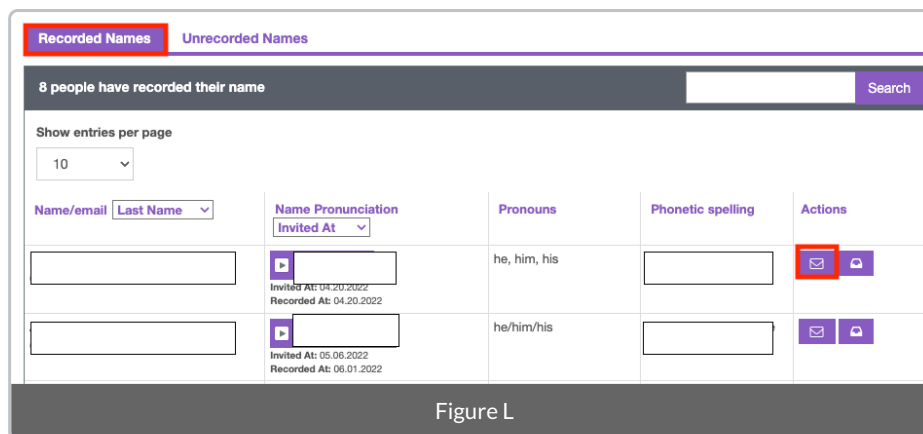 Recorded Names Unrecorded Names
8 people have recorded their name Search
Show entries per page
10
Name/email Last Name Name Pronunciation Pronouns Phonetic spelling Actions
Invited At
he, him, his
Invited At: 04.20.2022
Recorded At: 04.20.2022
he/him/his
Invited At: 05.06.2022
Recorded At: 06.01.2022
Figure L